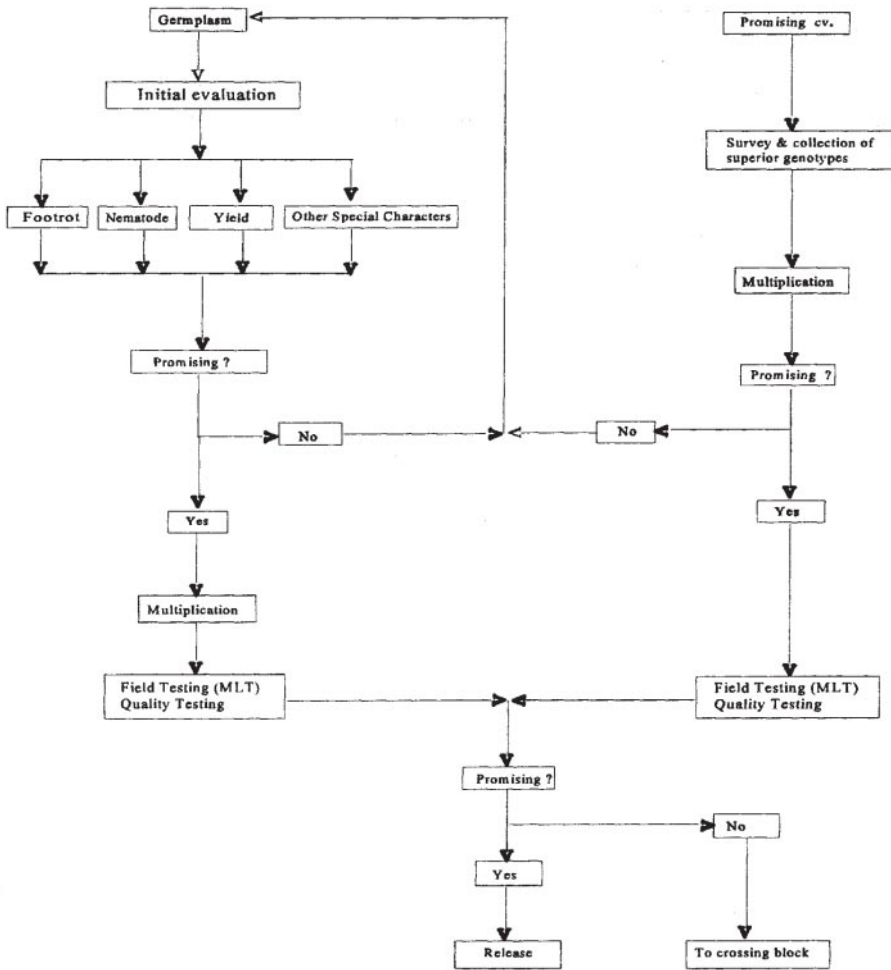 Germplasm
Promising cv.
Initial evaluation
Survey & collection of
superior genotypes
Footrot
Nematode
Yield
Other Special Characters
Multiplication
Promising ?
Promising ?
No
No
Yes
Yes
Multiplication
Field Testing (MLT)
Quality Testing
Field Testing (MLT)
Quality Testing
Promising ?
No
Yes
Release
To crossing block